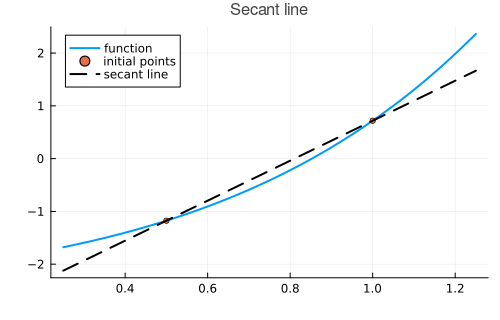 Secant line
function
initial points
secant line
2
1
0
−1
−2
0.4 0.6 0.8 1.0 1.2